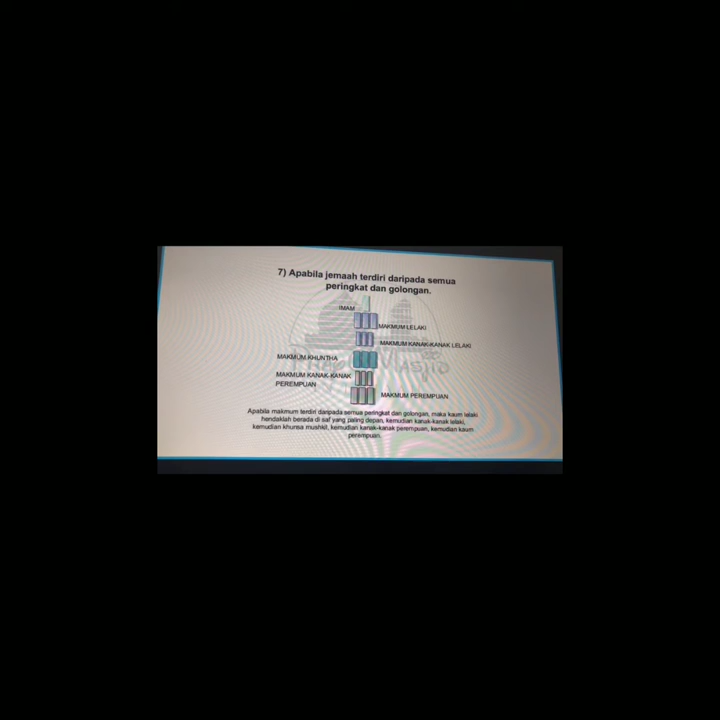 7) Apabila jemaah terdiri daripada semua
peringkat dan golongan.
IMAM
MAKMUM LELAKI
MAKMUM KANAK-KANAK LELAKI
MAKMUM KHUNTHA
MAKMUM KANAK-KANAK
PEREMPUAN
MAKMUM PEREMPUAN
Apabila makmum terdiri daripada semua peringkat dan golongan, maka kaum lelaki
hendaklah berada di saf yang paling depan, kemudian kanak-kanak lelaki,
kemudian khunsa mushkil, kemudian kanak-kanak perempuan, kemudian kaum
perempuan.